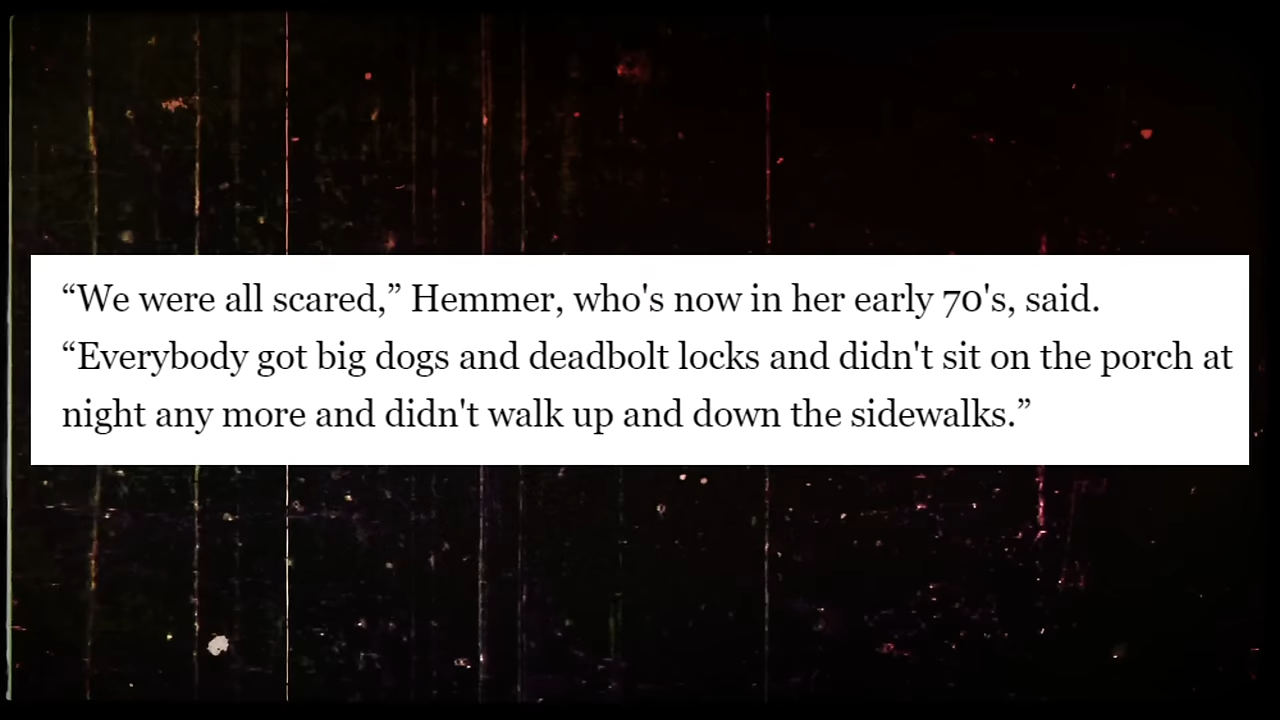 “We were all scared,” Hemmer, who's now in her early 70's, said.
“Everybody got big dogs and deadbolt locks and didn't sit on the porch at
night any more and didn't walk up and down the sidewalks.”